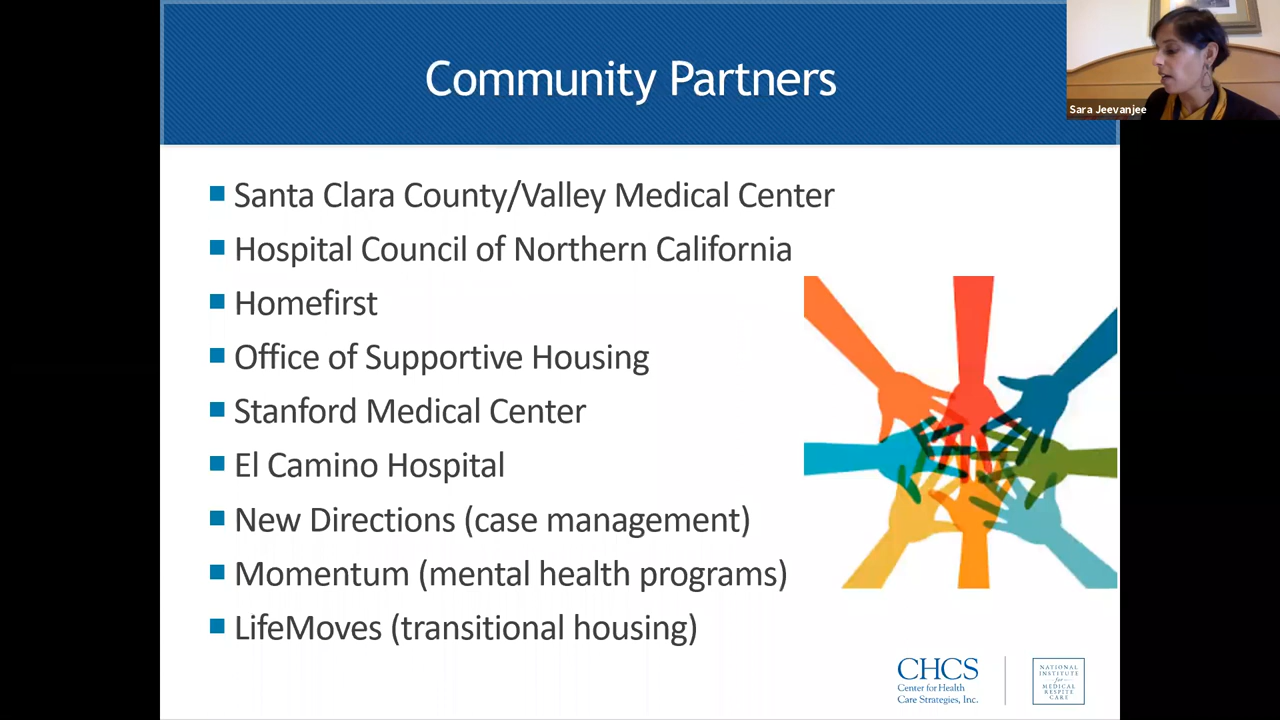 Community Partners
Sara Jeevanjee
Santa Clara County/Valley Medical Center
Hospital Council of Northern California
Homefirst
Office of Supportive Housing
Stanford Medical Center
El Camino Hospital
New Directions (case management)
Momentum (mental health programs)
LifeMoves (transitional housing)
CHCS
Center for Health
Care Strategies, Inc.
NATIONAL
INSTITUTE
for
MEDICAL
RESPITE
CARE